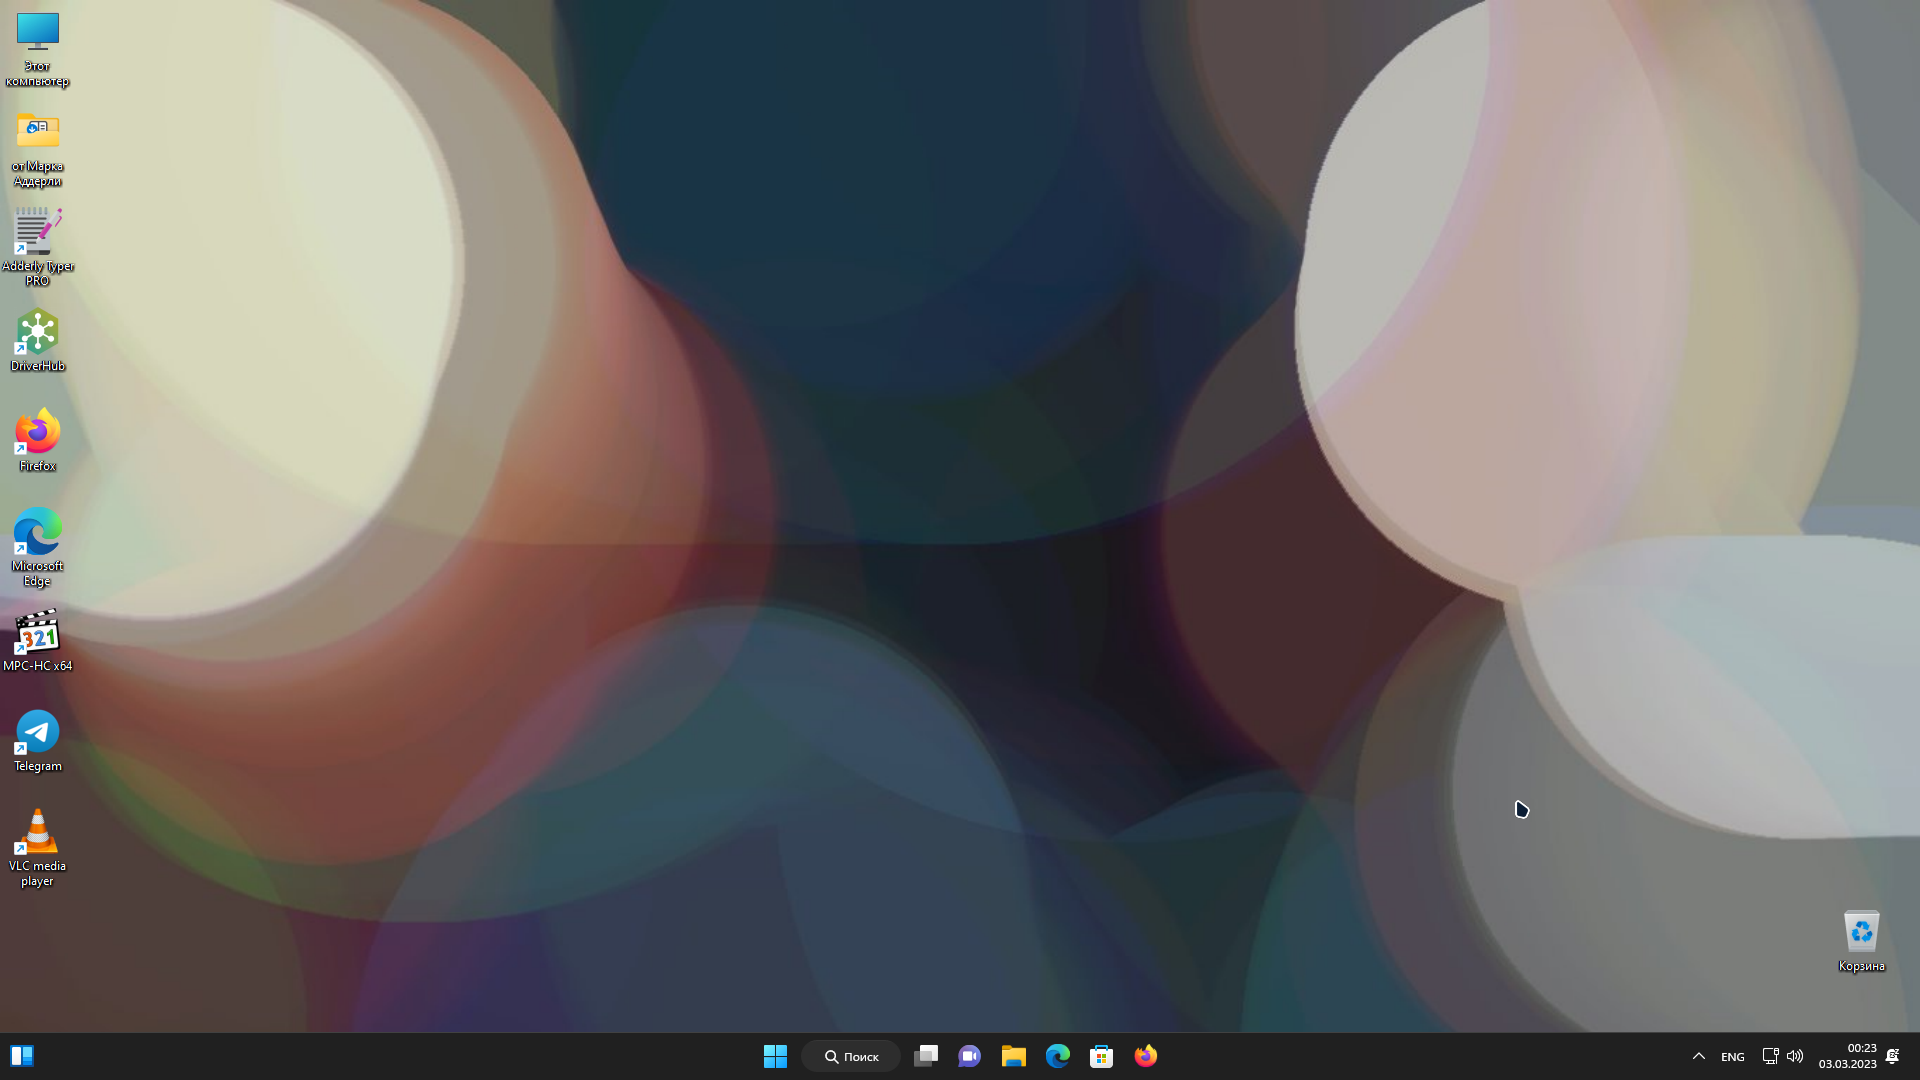 Этот
компьютер
от Марка
Аддерли
Adderly Typer
PRO
DriverHub
Firefox
Microsoft
Edge
321
MPC-HC x64
Telegram
VLC media
player
Корзина
Поиск
ENG
00:23
03.03.2023